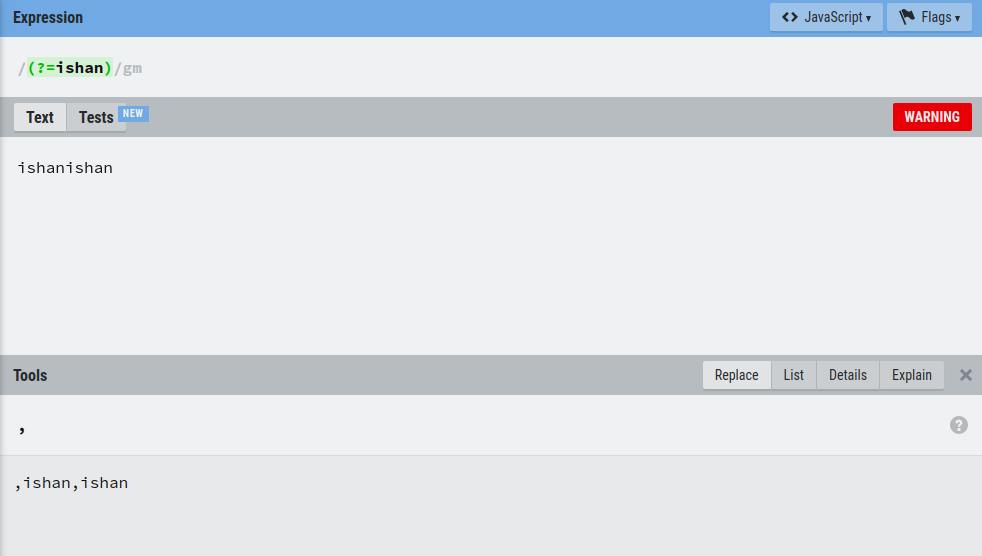 Expression <> JavaScript ▾ Flags ▾
/(?=ishan)/gm
Text Tests NEW WARNING
ishanishan
Tools Replace List Details Explain ×
, ?
,ishan,ishan